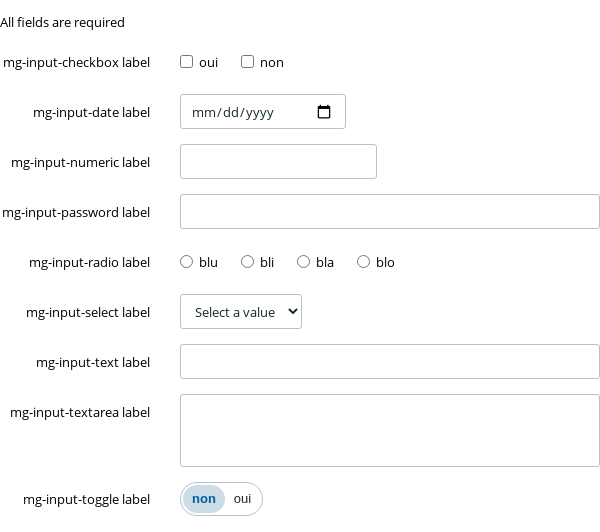 All fields are required
mg-input-checkbox label oui non
mg-input-date label mm/dd/yyyy
mg-input-numeric label
mg-input-password label
mg-input-radio label blu bli bla blo
mg-input-select label Select a value
mg-input-text label
mg-input-textarea label
mg-input-toggle label non oui